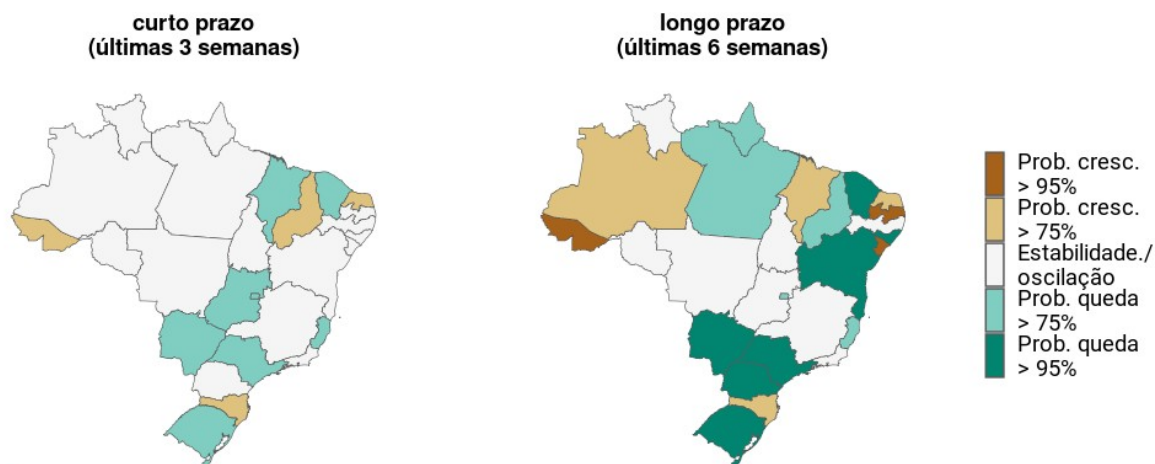 curto prazo
(últimas 3 semanas)
longo prazo
(últimas 6 semanas)
Prob. cresc.
> 95%
Prob. cresc.
> 75%
Estabilidade./
oscilação
Prob. queda
> 75%
Prob. queda
> 95%